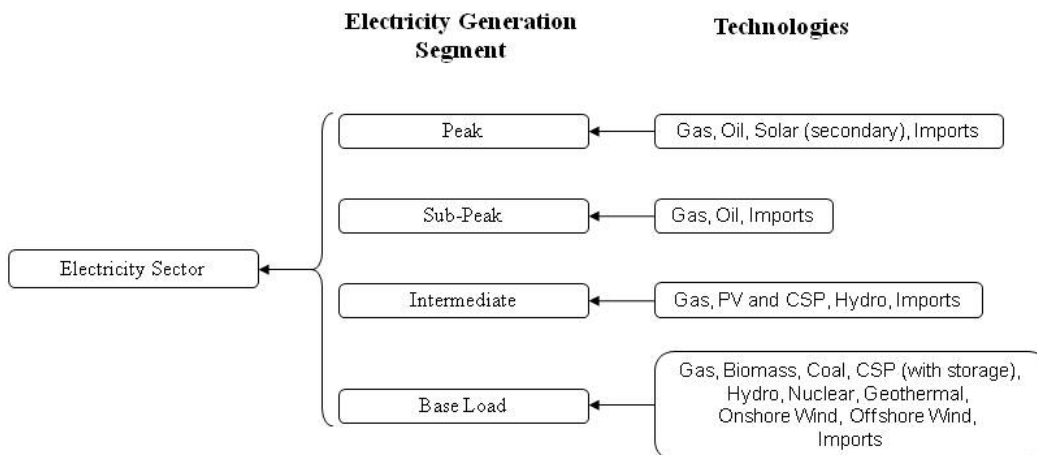 Electricity Generation
Segment
Technologies
Peak
Gas, Oil, Solar (secondary), Imports
Sub-Peak
Gas, Oil, Imports
Electricity Sector
Intermediate
Gas, PV and CSP, Hydro, Imports
Base Load
Gas, Biomass, Coal, CSP (with storage),
Hydro, Nuclear, Geothermal,
Onshore Wind, Offshore Wind,
Imports